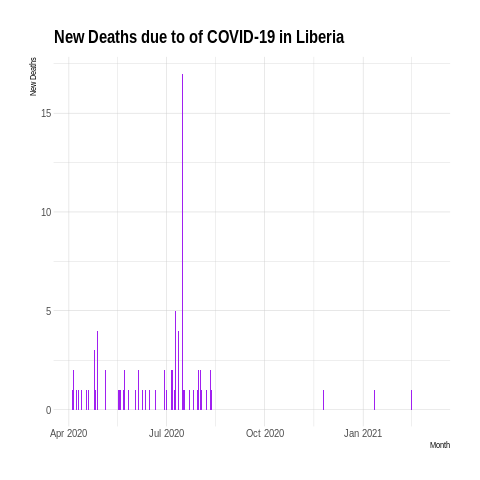 New Deaths due to of COVID-19 in Liberia
New Deaths
15
10
5
0
Apr 2020 Jul 2020 Oct 2020 Jan 2021
Month